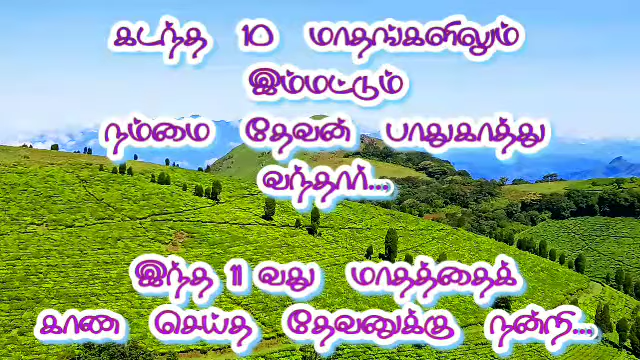 கடந்த 10 மாதங்களிலும்
இம்மட்டும்
நம்மை தேவன் பாதுகாத்து
வந்தார்...
இந்த 11 வது மாதத்தைக்
காண செய்த தேவனுக்கு நன்றி...